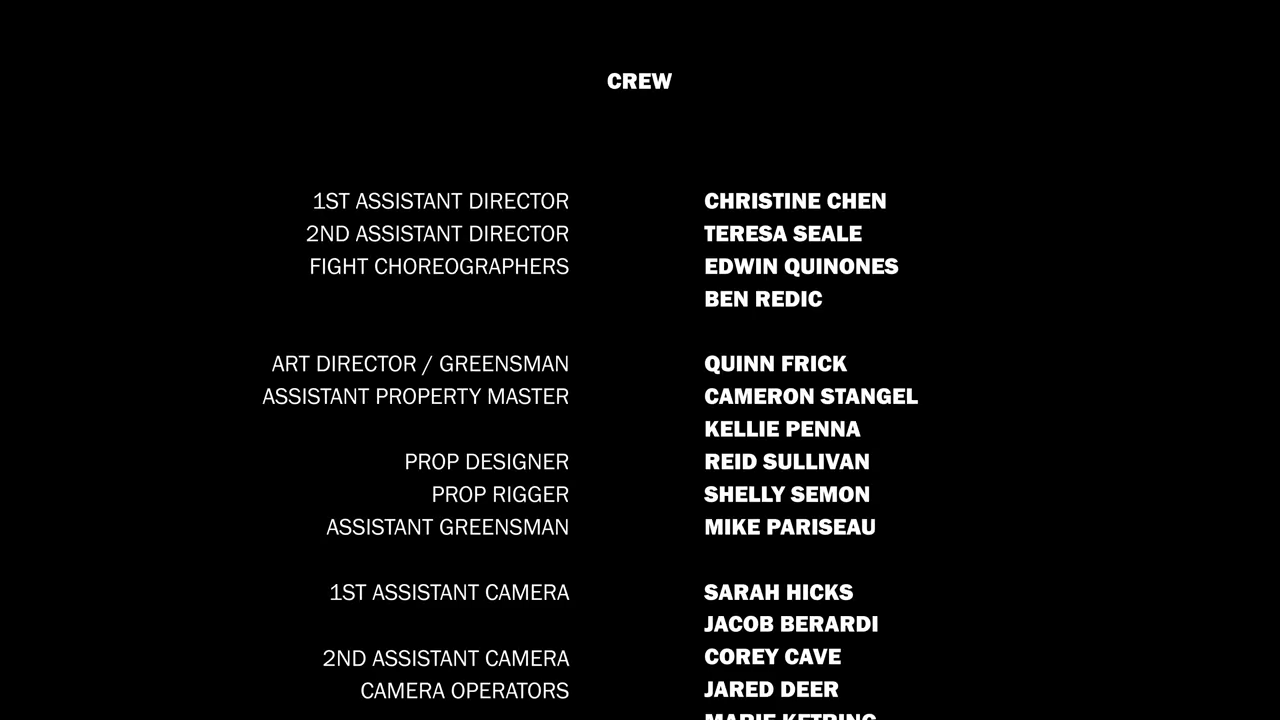 CREW
1ST ASSISTANT DIRECTOR CHRISTINE CHEN
2ND ASSISTANT DIRECTOR TERESA SEALE
FIGHT CHOREOGRAPHERS EDWIN QUINONES
BEN REDIC
ART DIRECTOR / GREENSMAN QUINN FRICK
ASSISTANT PROPERTY MASTER CAMERON STANGEL
KELLIE PENNA
PROP DESIGNER REID SULLIVAN
PROP RIGGER SHELLY SEMON
ASSISTANT GREENSMAN MIKE PARISEAU
1ST ASSISTANT CAMERA SARAH HICKS
JACOB BERARDI
2ND ASSISTANT CAMERA COREY CAVE
CAMERA OPERATORS JARED DEER
MARIE KETRING